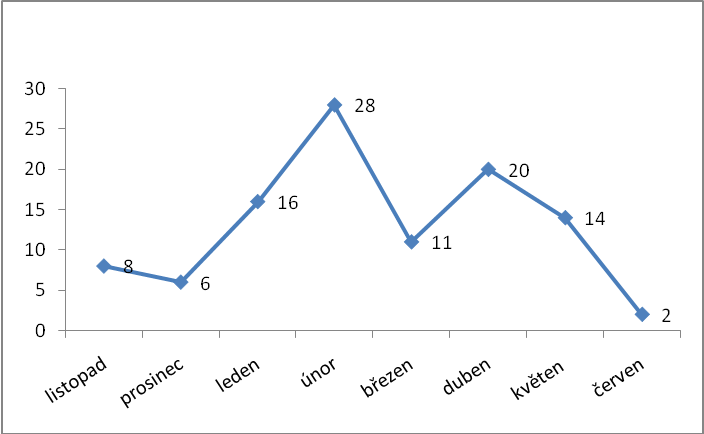 30
25
20
15
10
5
0
8
6
16
28
11
20
14
2
listopad
prosinec
leden
únor
březen
duben
květen
červen